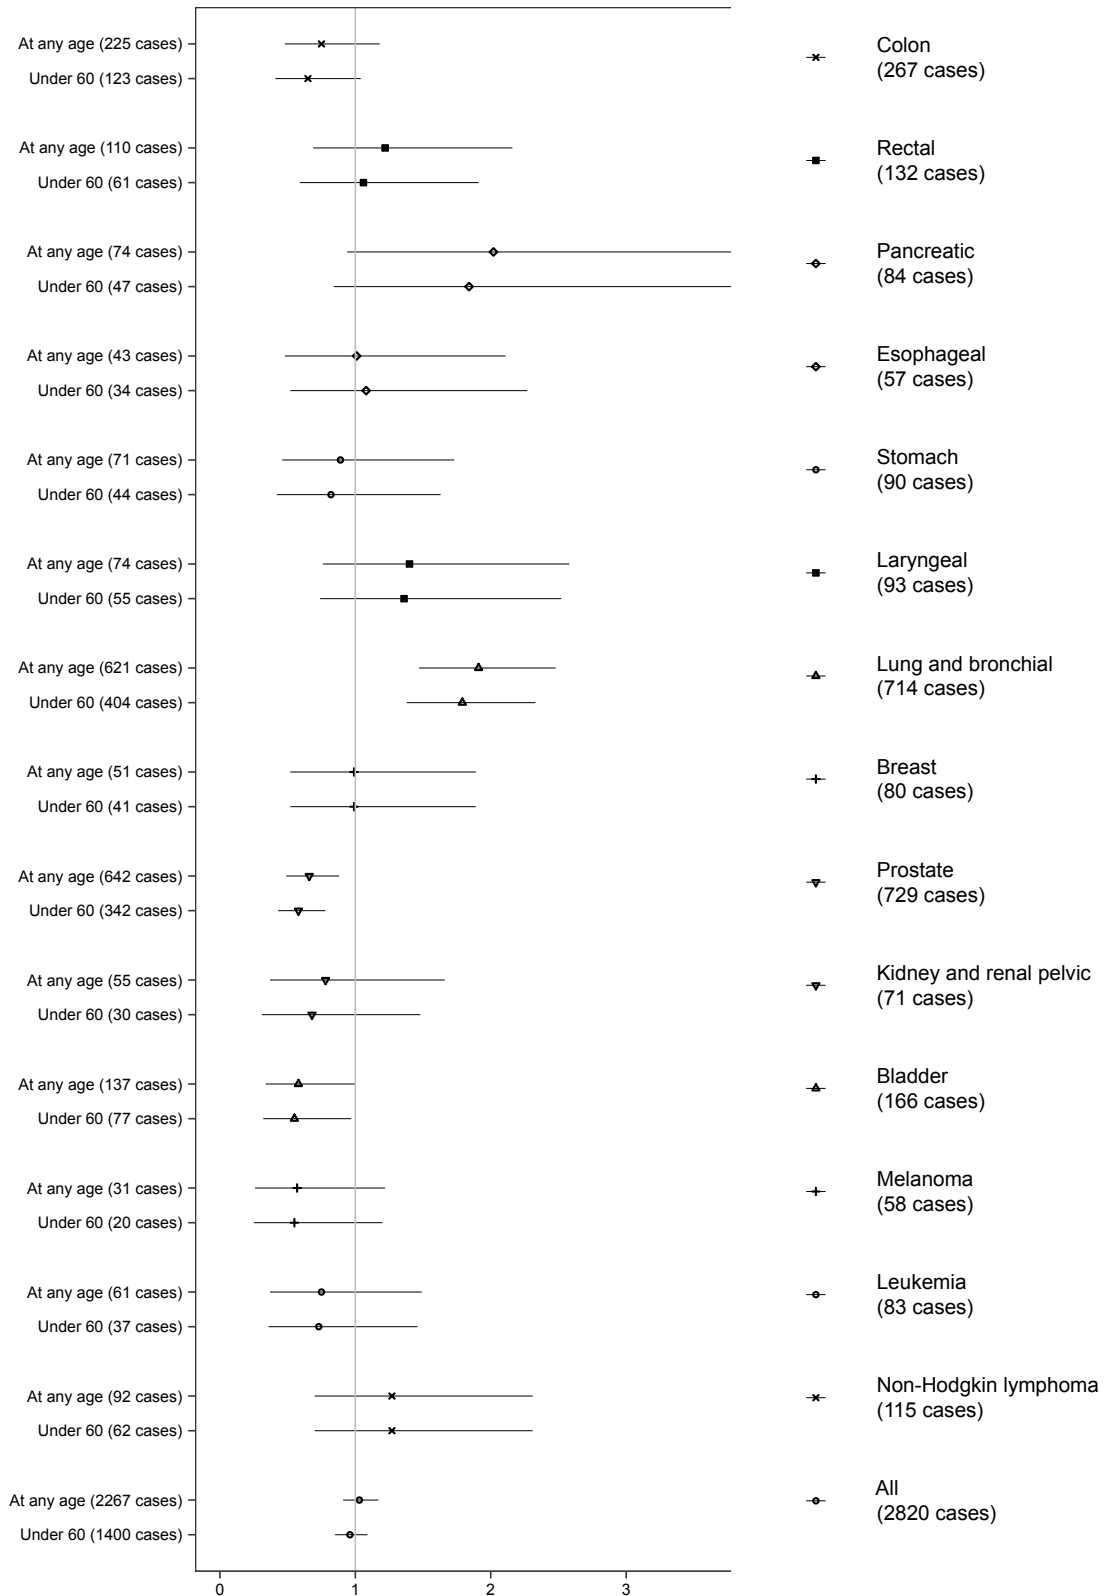 At any age (225 cases)
Under 60 (123 cases)
Colon
(267 cases)
At any age (110 cases)
Under 60 (61 cases)
Rectal
(132 cases)
At any age (74 cases)
Under 60 (47 cases)
Pancreatic
(84 cases)
At any age (43 cases)
Under 60 (34 cases)
Esophageal
(57 cases)
At any age (71 cases)
Under 60 (44 cases)
Stomach
(90 cases)
At any age (74 cases)
Under 60 (55 cases)
Laryngeal
(93 cases)
At any age (621 cases)
Under 60 (404 cases)
Lung and bronchial
(714 cases)
At any age (51 cases)
Under 60 (41 cases)
Breast
(80 cases)
At any age (642 cases)
Under 60 (342 cases)
Prostate
(729 cases)
At any age (55 cases)
Under 60 (30 cases)
Kidney and renal pelvic
(71 cases)
At any age (137 cases)
Under 60 (77 cases)
Bladder
(166 cases)
At any age (31 cases)
Under 60 (20 cases)
Melanoma
(58 cases)
At any age (61 cases)
Under 60 (37 cases)
Leukemia
(83 cases)
At any age (92 cases)
Under 60 (62 cases)
Non-Hodgkin lymphoma
(115 cases)
At any age (2267 cases)
Under 60 (1400 cases)
All
(2820 cases)
0 1 2 3